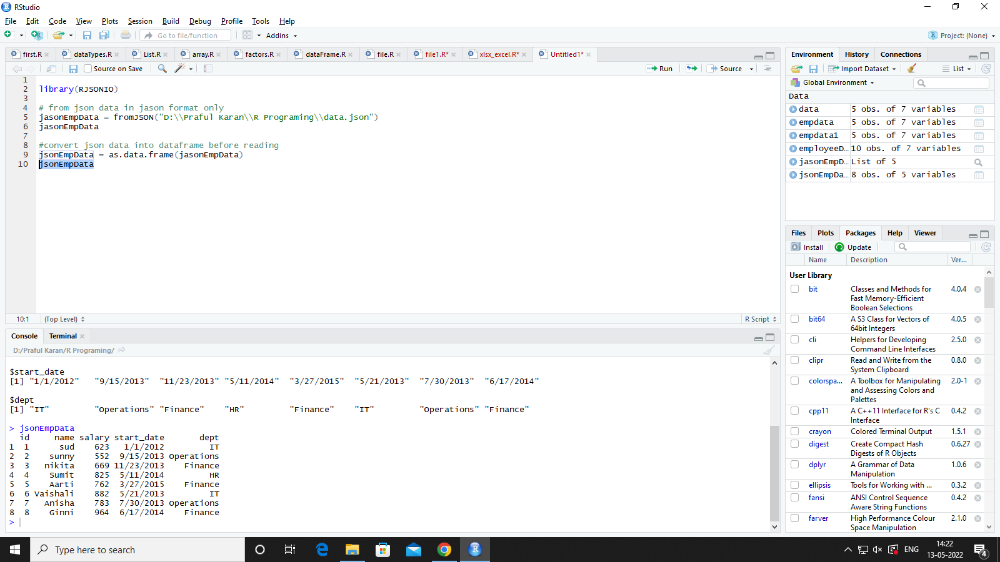 RStudio
File Edit Code View Plots Session Build Debug Profile Tools Help
Go to file/function Addins Project: (None)
first.R dataTypes.R List.R array.R factors.R dataFrame.R file.R file1.R* xlsx_excel.R* Untitled1*
Source on Save Run Source
1
2 library(RJSONIO)
3
4 # from json data in jason format only
5 jasonEmpData = fromJSON("D:\\Praful Karan\\R Programing\\data.json")
6 jasonEmpData
7
8 #convert json data into dataframe before reading
9 jsonEmpData = as.data.frame(jasonEmpData)
10 jsonEmpData
10:1 (Top Level) R Script
Console Terminal
D:/Praful Karan/R Programing/
$start_date
[1] "1/1/2012" "9/15/2013" "11/23/2013" "5/11/2014" "3/27/2015" "5/21/2013" "7/30/2013" "6/17/2014"
$dept
[1] "IT" "Operations" "Finance" "HR" "Finance" "IT" "Operations" "Finance"
> jsonEmpData
id name salary start_date dept
1 1 sud 623 1/1/2012 IT
2 2 sunny 552 9/15/2013 Operations
3 3 nikita 669 11/23/2013 Finance
4 4 Sumit 825 5/11/2014 HR
5 5 Aarti 762 3/27/2015 Finance
6 6 Vaishali 882 5/21/2013 IT
7 7 Anisha 783 7/30/2013 Operations
8 8 Ginni 964 6/17/2014 Finance
>
Environment History Connections
Import Dataset List
Global Environment
Data
data 5 obs. of 7 variables
empdata 5 obs. of 7 variables
empdata1 5 obs. of 7 variables
employeeD... 10 obs. of 7 variables
jasonEmpD... List of 5
jsonEmpDa... 8 obs. of 5 variables
Files Plots Packages Help Viewer
Install Update
Name Description Ver...
User Library
bit Classes and Methods for 4.0.4
Fast Memory-Efficient
Boolean Selections
bit64 A S3 Class for Vectors of 4.0.5
64bit Integers
cli Helpers for Developing 2.5.0
Command Line Interfaces
clipr Read and Write from the 0.8.0
System Clipboard
colorspa... A Toolbox for Manipulating 2.0-1
and Assessing Colors and
Palettes
cpp11 A C++11 Interface for R's C 0.4.2
Interface
crayon Colored Terminal Output 1.5.1
digest Create Compact Hash 0.6.27
Digests of R Objects
dplyr A Grammar of Data 1.0.6
Manipulation
ellipsis Tools for Working with ... 0.3.2
fansi ANSI Control Sequence 0.4.2
Aware String Functions
farver High Performance Colour 2.1.0
Space Manipulation
Type here to search
ENG
14:22
13-05-2022
4